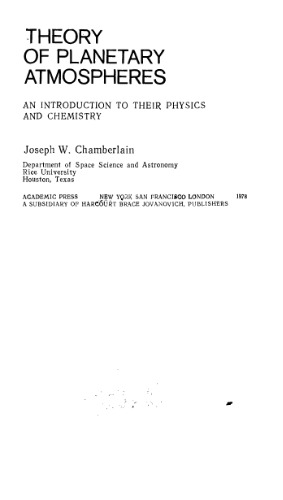 THEORY
OF PLANETARY
ATMOSPHERES
AN INTRODUCTION TO THEIR PHYSICS
AND CHEMISTRY
Joseph W. Chamberlain
Department of Space Science and Astronomy
Rice University
Houston, Texas
ACADEMIC PRESS NEW YORK SAN FRANCISCO LONDON 1978
A SUBSIDIARY OF HARCOURT BRACE JOVANOVICH, PUBLISHERS